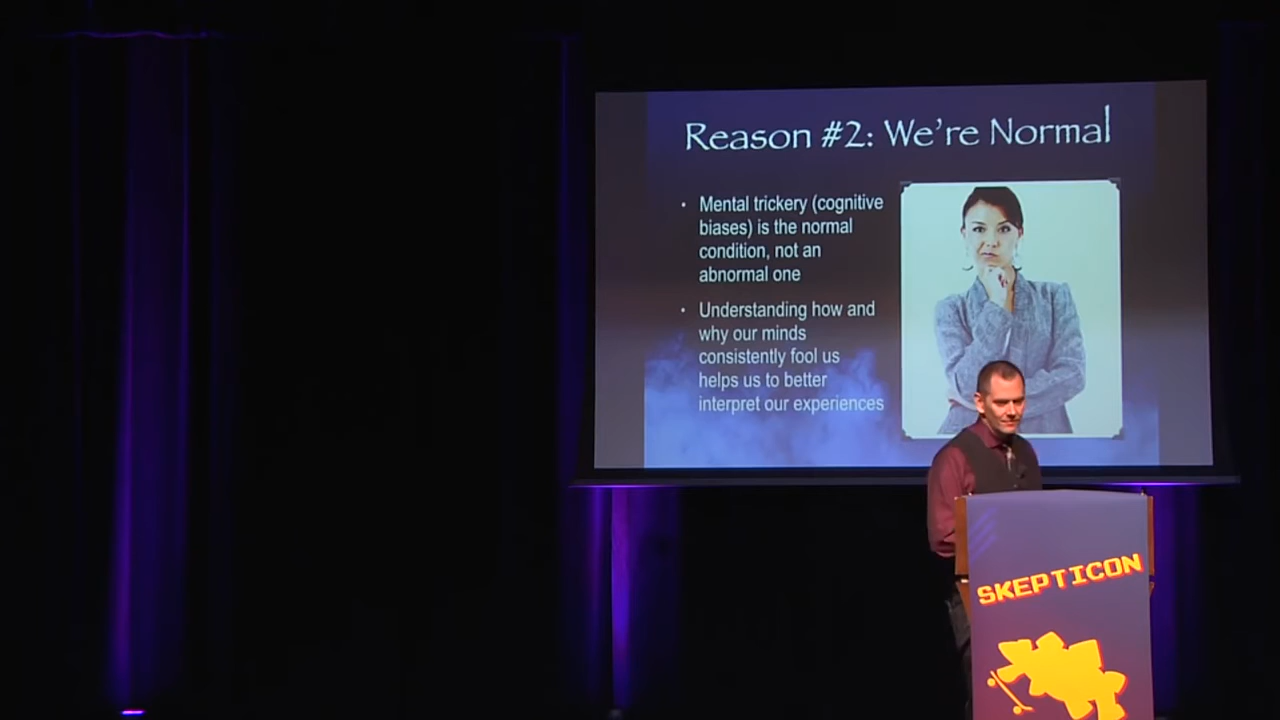 Reason #2: We're Normal
• Mental trickery (cognitive
biases) is the normal
condition, not an
abnormal one
• Understanding how and
why our minds
consistently fool us
helps us to better
interpret our experiences
SKEPTICON